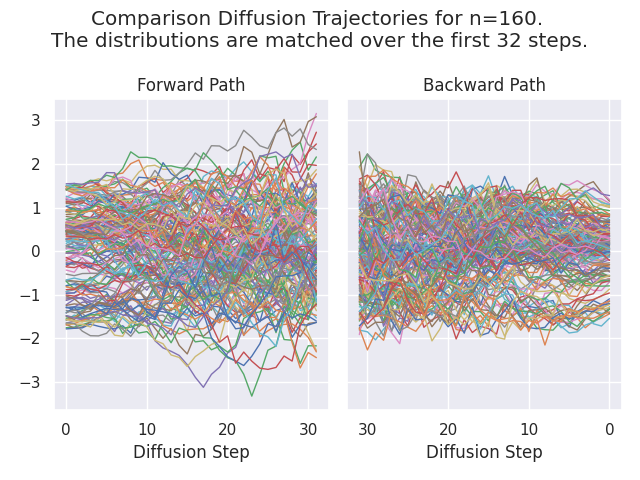 Comparison Diffusion Trajectories for n=160.
The distributions are matched over the first 32 steps.
Forward Path
Backward Path
3
2
1
0
−1
−2
−3
0 10 20 30
30 20 10 0
Diffusion Step
Diffusion Step